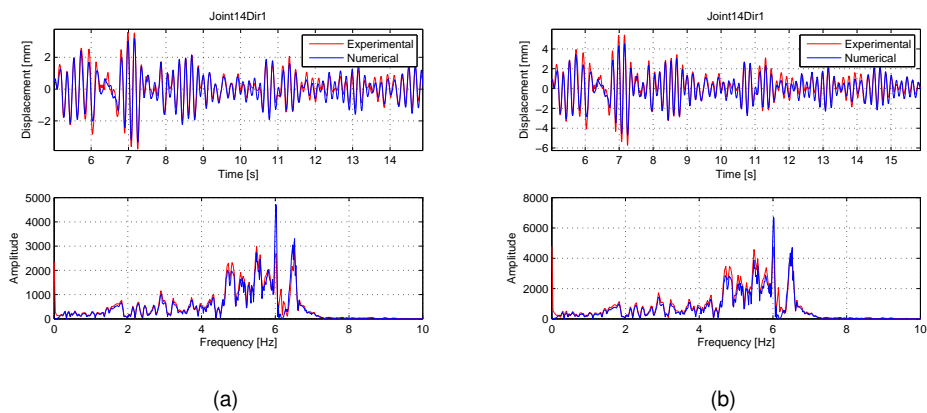 Joint14Dir1
Displacement [mm]
2
0
−2
Experimental
Numerical
6 7 8 9 10 11 12 13 14
Time [s]
Amplitude
5000
4000
3000
2000
1000
0
0 2 4 6 8 10
Frequency [Hz]
(a)
Joint14Dir1
Displacement [mm]
4
2
0
−2
−4
−6
Experimental
Numerical
6 7 8 9 10 11 12 13 14 15
Time [s]
Amplitude
8000
6000
4000
2000
0
0 2 4 6 8 10
Frequency [Hz]
(b)